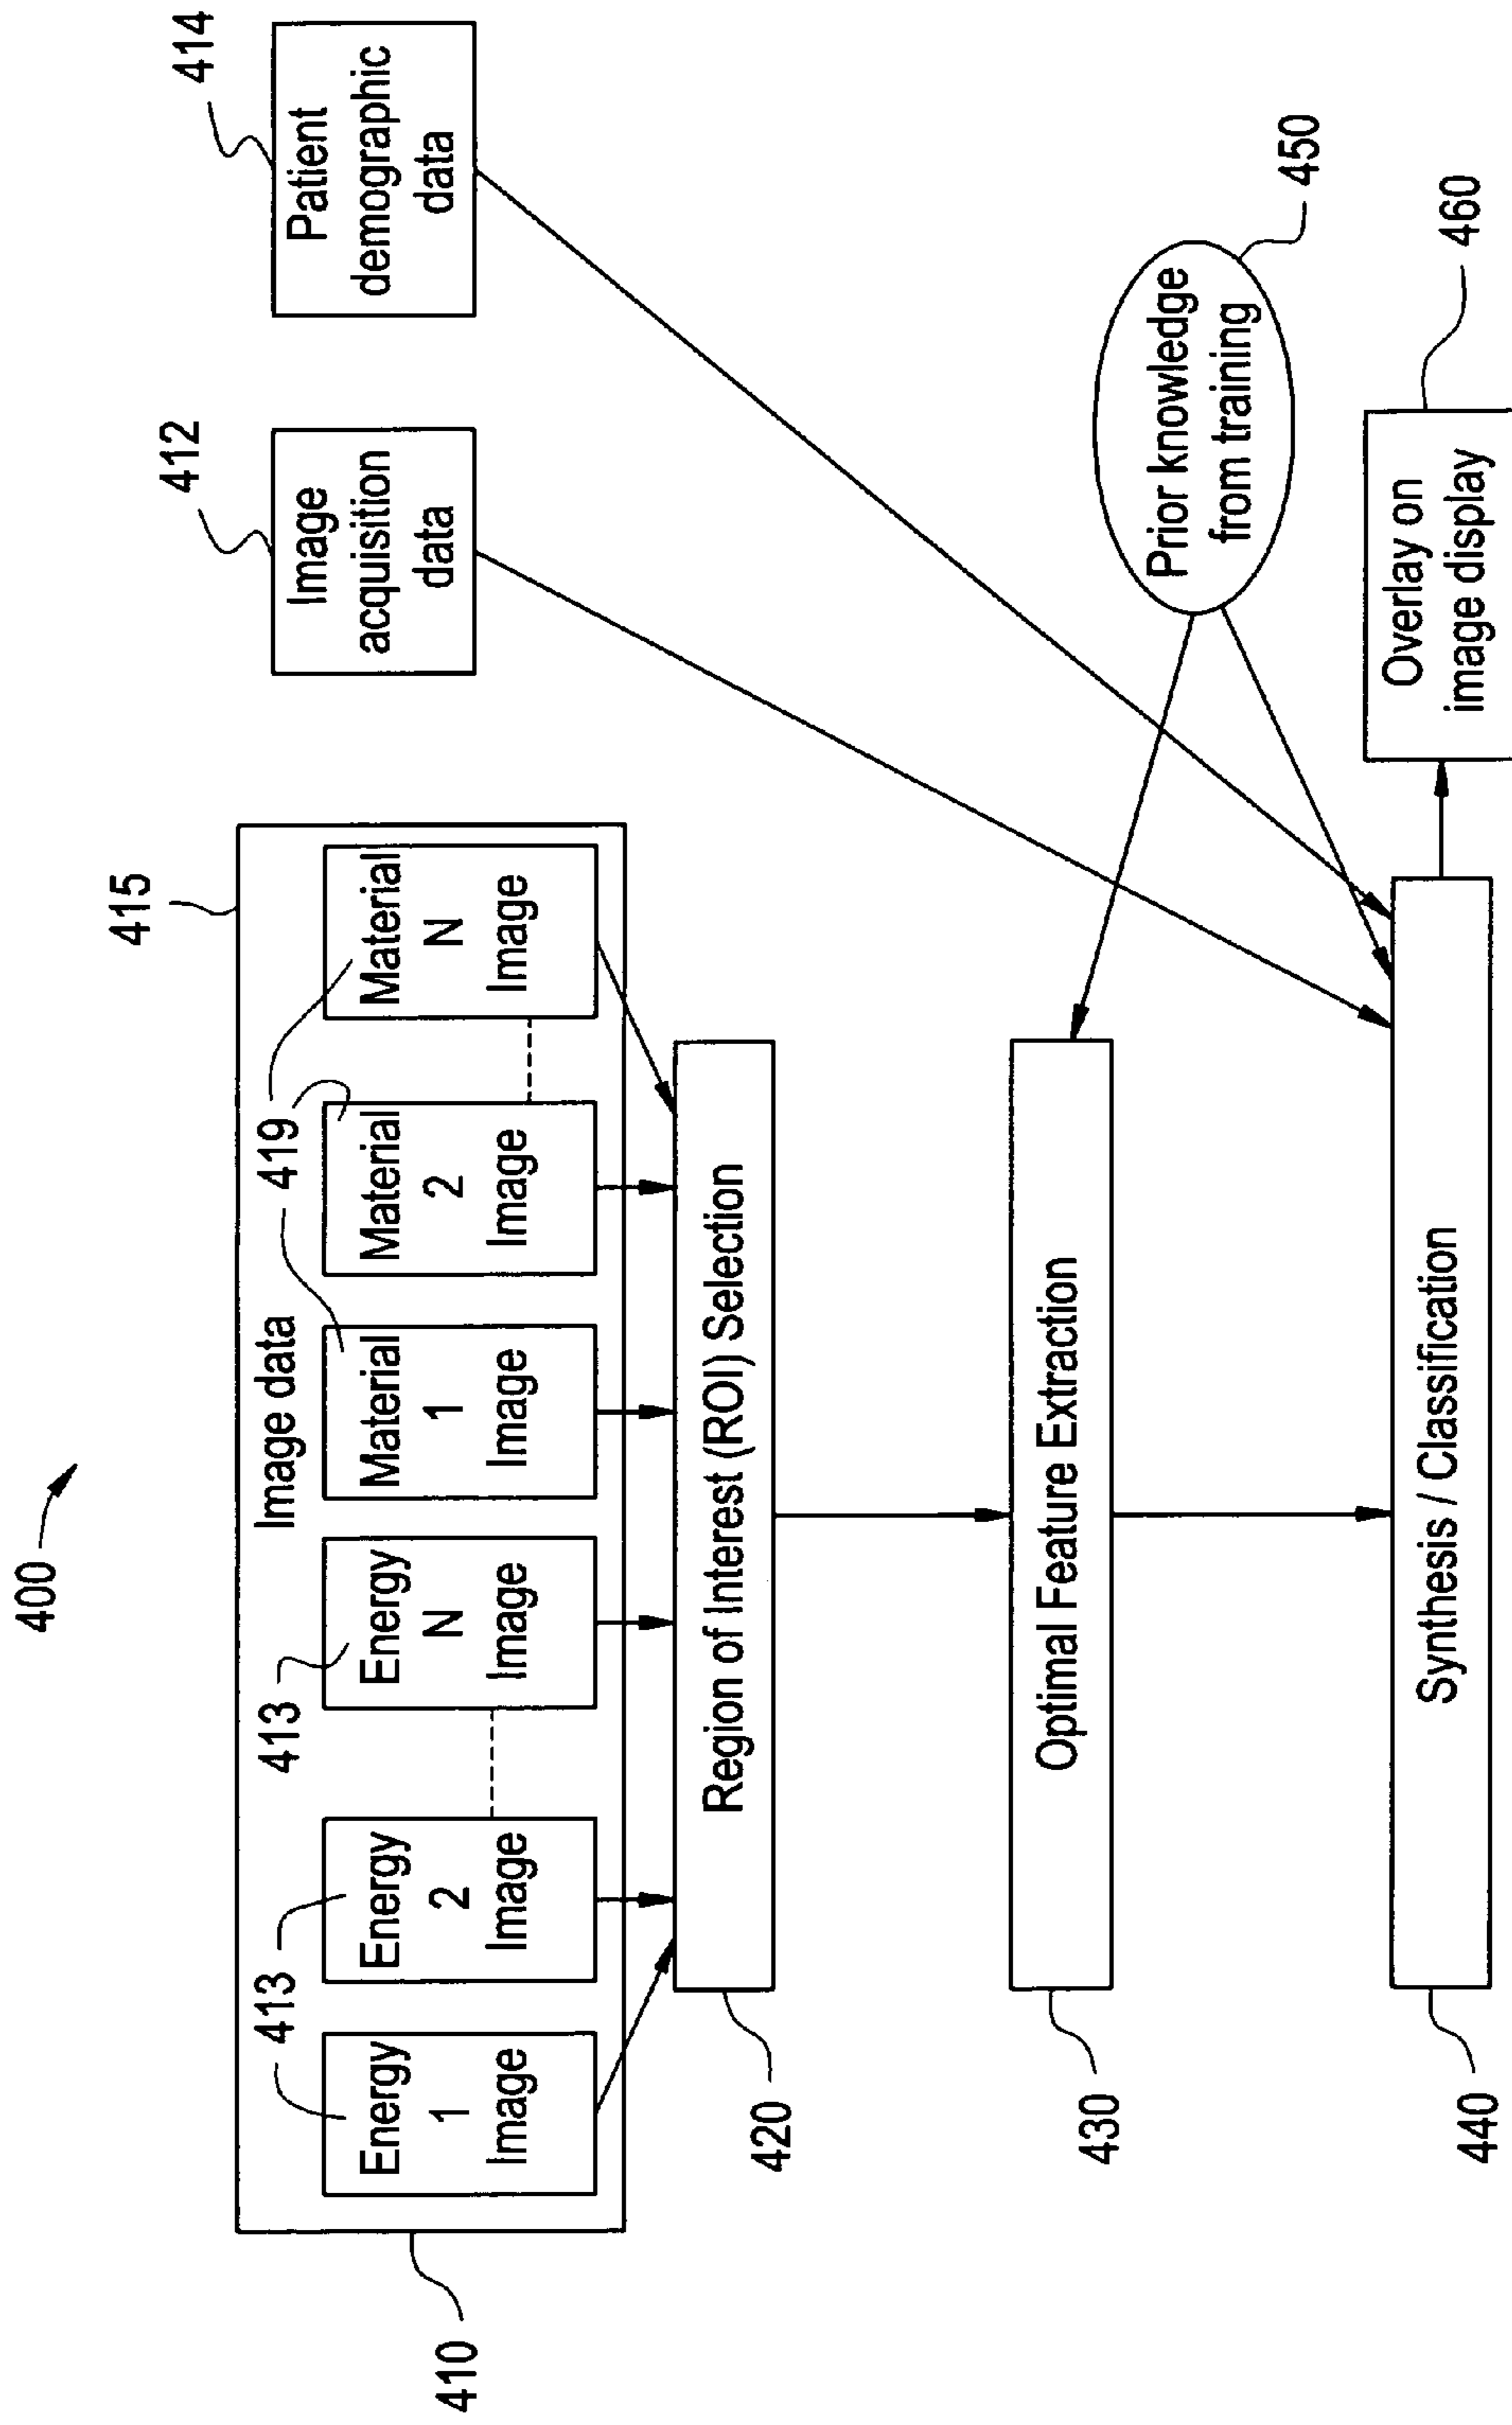 400
415
412
414
Image data
413
413
419
Energy
1
Image
Energy
2
Image
Energy
N
Image
Material
1
Image
Material
2
Image
Material
N
Image
Image
acquisition
data
Patient
demographic
data
410
Region of Interest (ROI) Selection
420
Optimal Feature Extraction
430
Prior knowledge
from training
450
Synthesis / Classification
440
Overlay on
image display
460